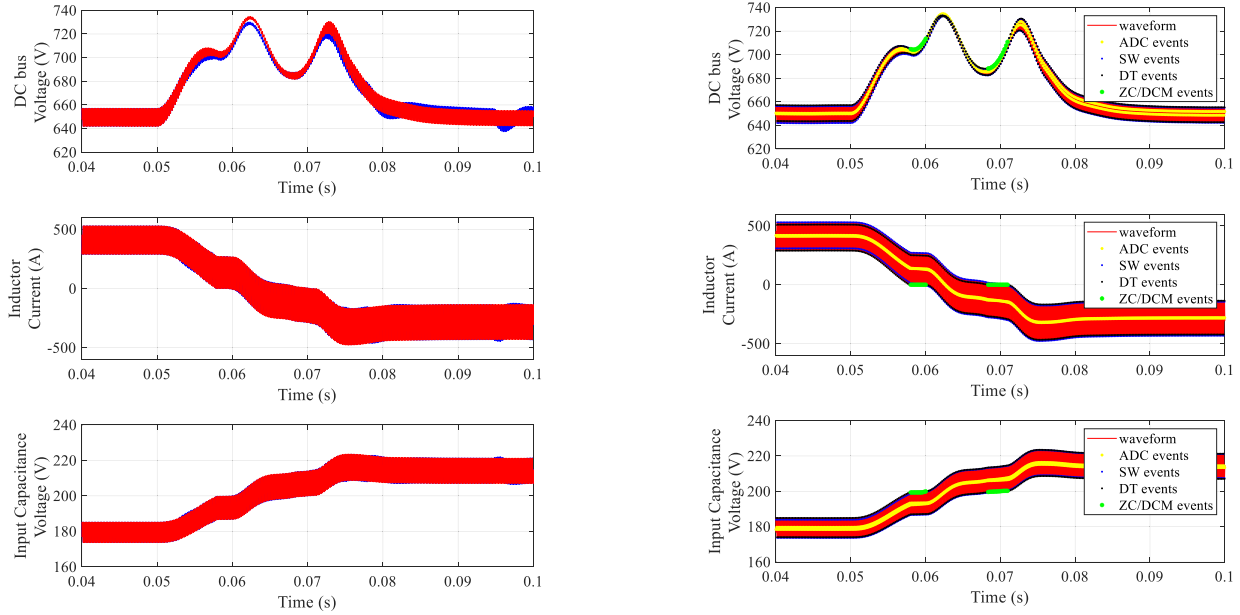 740
720
700
680
660
640
620
DC bus
Voltage (V)
0.04 0.05 0.06 0.07 0.08 0.09 0.1
Time (s)
740
720
700
680
660
640
620
DC bus
Voltage (V)
waveform
ADC events
SW events
DT events
ZC/DCM events
0.04 0.05 0.06 0.07 0.08 0.09 0.1
Time (s)
500
0
-500
Inductor
Current (A)
0.04 0.05 0.06 0.07 0.08 0.09 0.1
Time (s)
500
0
-500
Inductor
Current (A)
waveform
ADC events
SW events
DT events
ZC/DCM events
0.04 0.05 0.06 0.07 0.08 0.09 0.1
Time (s)
240
220
200
180
160
Input Capacitance
Voltage (V)
0.04 0.05 0.06 0.07 0.08 0.09 0.1
Time (s)
240
220
200
180
160
Input Capacitance
Voltage (V)
waveform
ADC events
SW events
DT events
ZC/DCM events
0.04 0.05 0.06 0.07 0.08 0.09 0.1
Time (s)